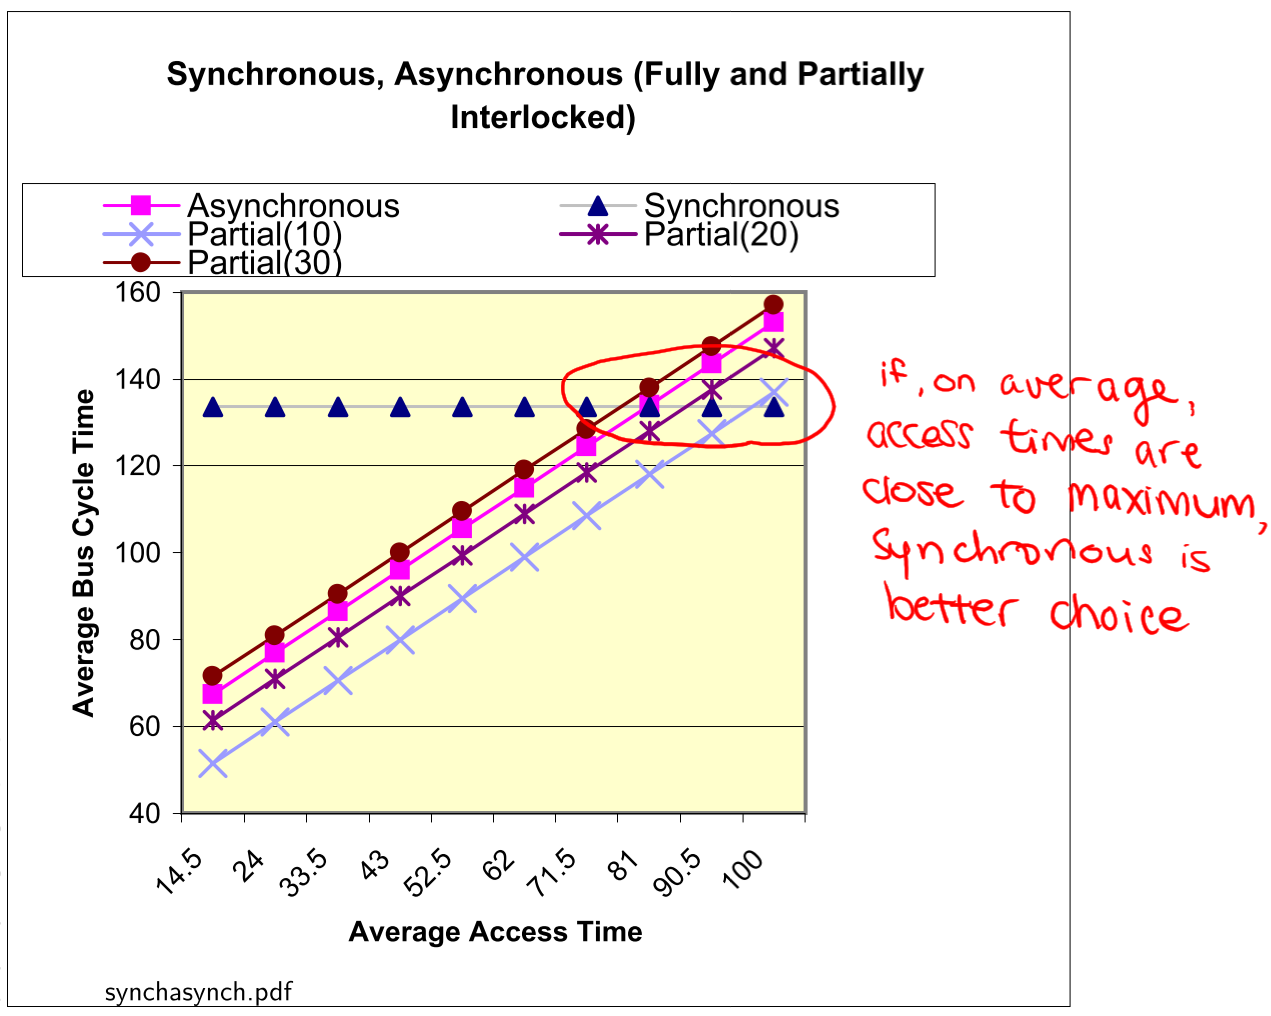 Synchronous, Asynchronous (Fully and Partially
Interlocked)
Asynchronous
Synchronous
Partial(10)
Partial(20)
Partial(30)
160
140
120
100
80
60
40
Average Bus Cycle Time
14.5 24 33.5 43 52.5 62 71.5 81 90.5 100
Average Access Time
if, on average,
access times are
close to maximum,
synchronous is
better choice
synchasynch.pdf